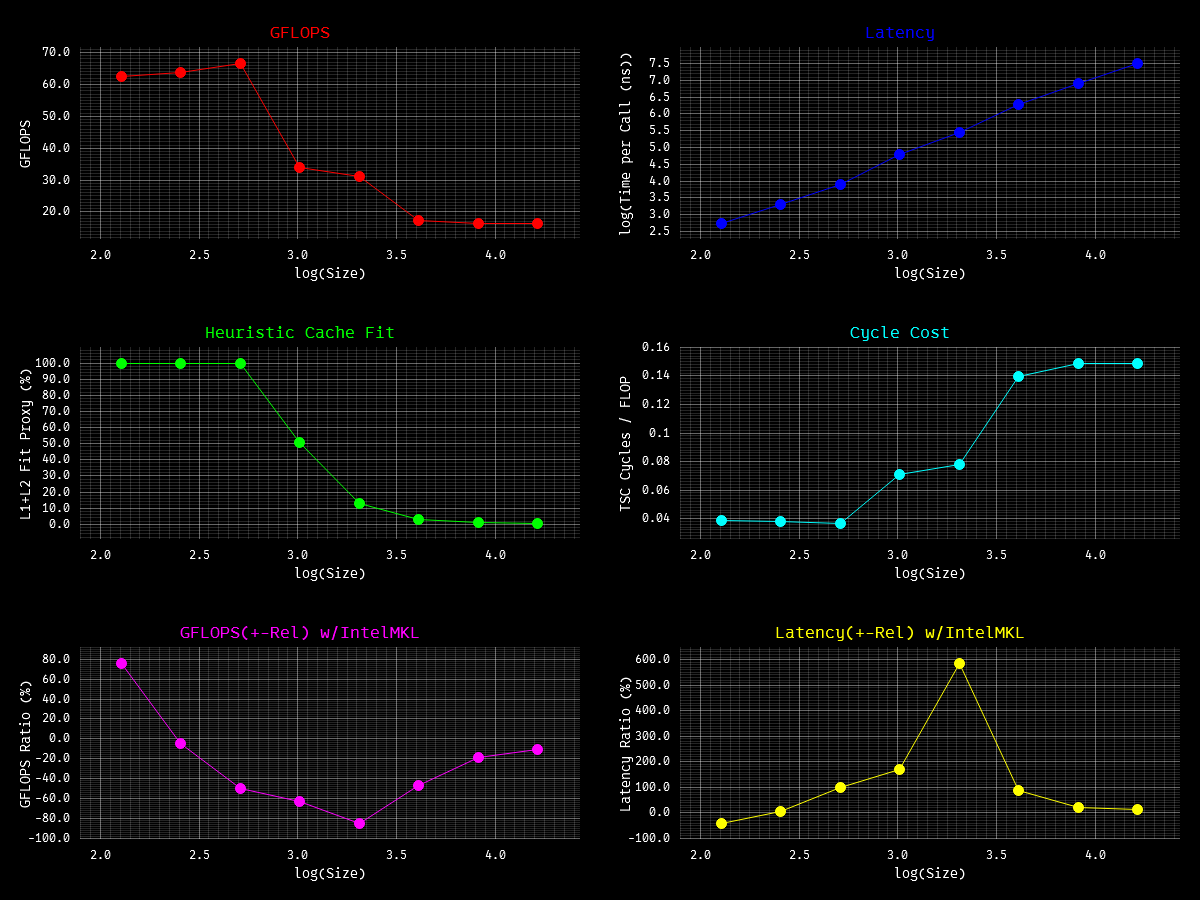 GFLOPS
GFLOPS
70.0
60.0
50.0
40.0
30.0
20.0
2.0 2.5 3.0 3.5 4.0
log(Size)
Latency
log(Time per Call (ns))
7.5
7.0
6.5
6.0
5.5
5.0
4.5
4.0
3.5
3.0
2.5
2.0 2.5 3.0 3.5 4.0
log(Size)
Heuristic Cache Fit
L1+L2 Fit Proxy (%)
100.0
90.0
80.0
70.0
60.0
50.0
40.0
30.0
20.0
10.0
0.0
2.0 2.5 3.0 3.5 4.0
log(Size)
Cycle Cost
TSC Cycles / FLOP
0.16
0.14
0.12
0.1
0.08
0.06
0.04
2.0 2.5 3.0 3.5 4.0
log(Size)
GFLOPS(+-Rel) w/IntelMKL
GFLOPS Ratio (%)
80.0
60.0
40.0
20.0
0.0
-20.0
-40.0
-60.0
-80.0
-100.0
2.0 2.5 3.0 3.5 4.0
log(Size)
Latency(+-Rel) w/IntelMKL
Latency Ratio (%)
600.0
500.0
400.0
300.0
200.0
100.0
0.0
-100.0
2.0 2.5 3.0 3.5 4.0
log(Size)